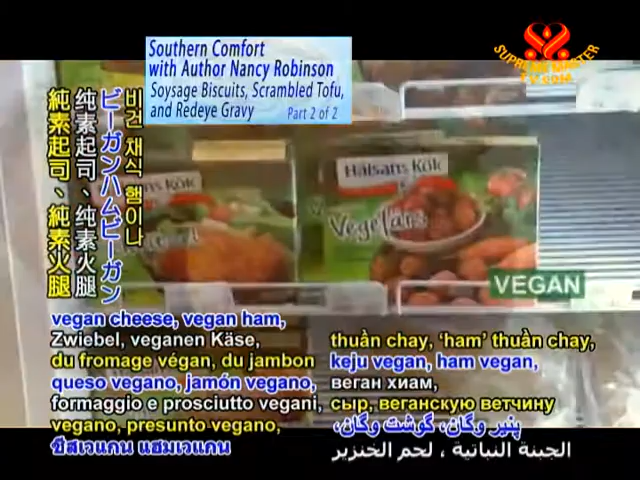 Southern Comfort
with Author Nancy Robinson
Soysage Biscuits, Scrambled Tofu,
and Redeye Gravy
Part 2 of 2
SUPREME MASTER
TV.COM
純素起司、純素火腿
纯素起司、纯素火腿
ビーガンハムビーガン
비건 채식 햄이나
Hälsans Kök
Hälsans Kök
Vegefärs
VEGAN
vegan cheese, vegan ham,
Zwiebel, veganen Käse,
du fromage végan, du jambon
queso vegano, jamón vegano,
formaggio e prosciutto vegani,
vegano, presunto vegano,
ชีสเวแกน แฮมเวแกน
thuần chay, ‘ham’ thuần chay,
keju vegan, ham vegan,
веган хиам,
сыр, веганскую ветчину
پنیر وگان، گوشت وگان،
الجبنة النباتية ، لحم الخنزير